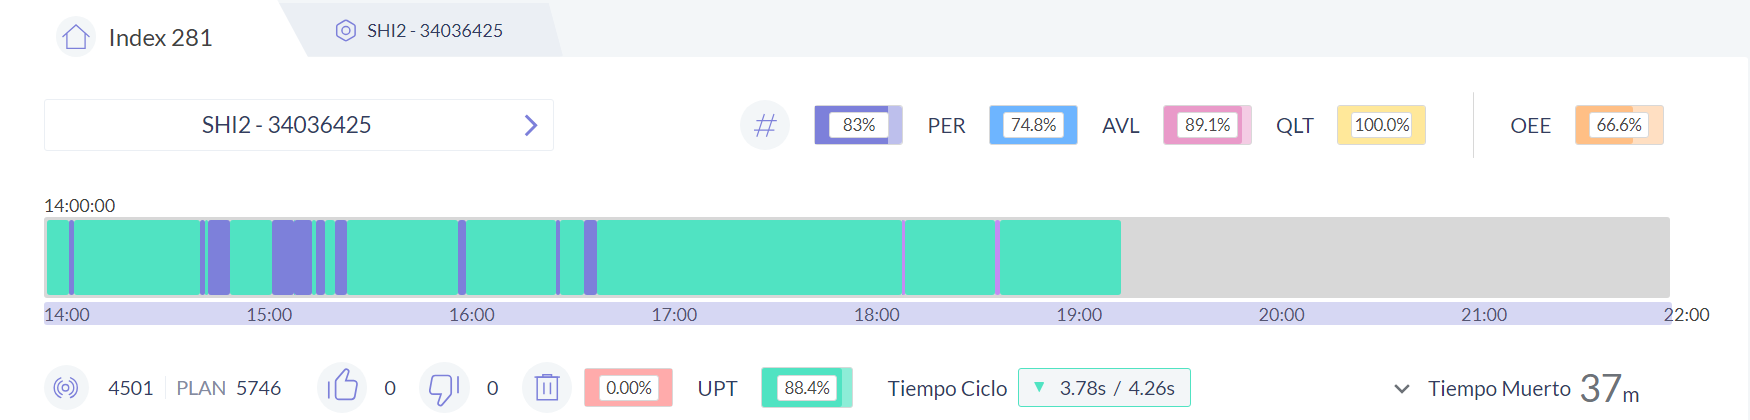 Index 281
SHI2 - 34036425
SHI2 - 34036425
83% PER 74.8% AVL 89.1% QLT 100.0% OEE 66.6%
14:00:00
14:00 15:00 16:00 17:00 18:00 19:00 20:00 21:00 22:00
4501 PLAN 5746 0 0 0.00% UPT 88.4% Tiempo Ciclo 3.78s / 4.26s Tiempo Muerto 37m